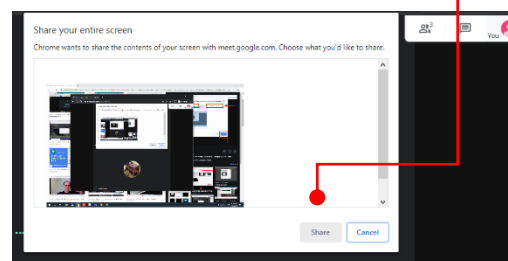 Share your entire screen
Chrome wants to share the contents of your screen with meet.google.com. Choose what you'd like to share.
3
You
Share
Cancel